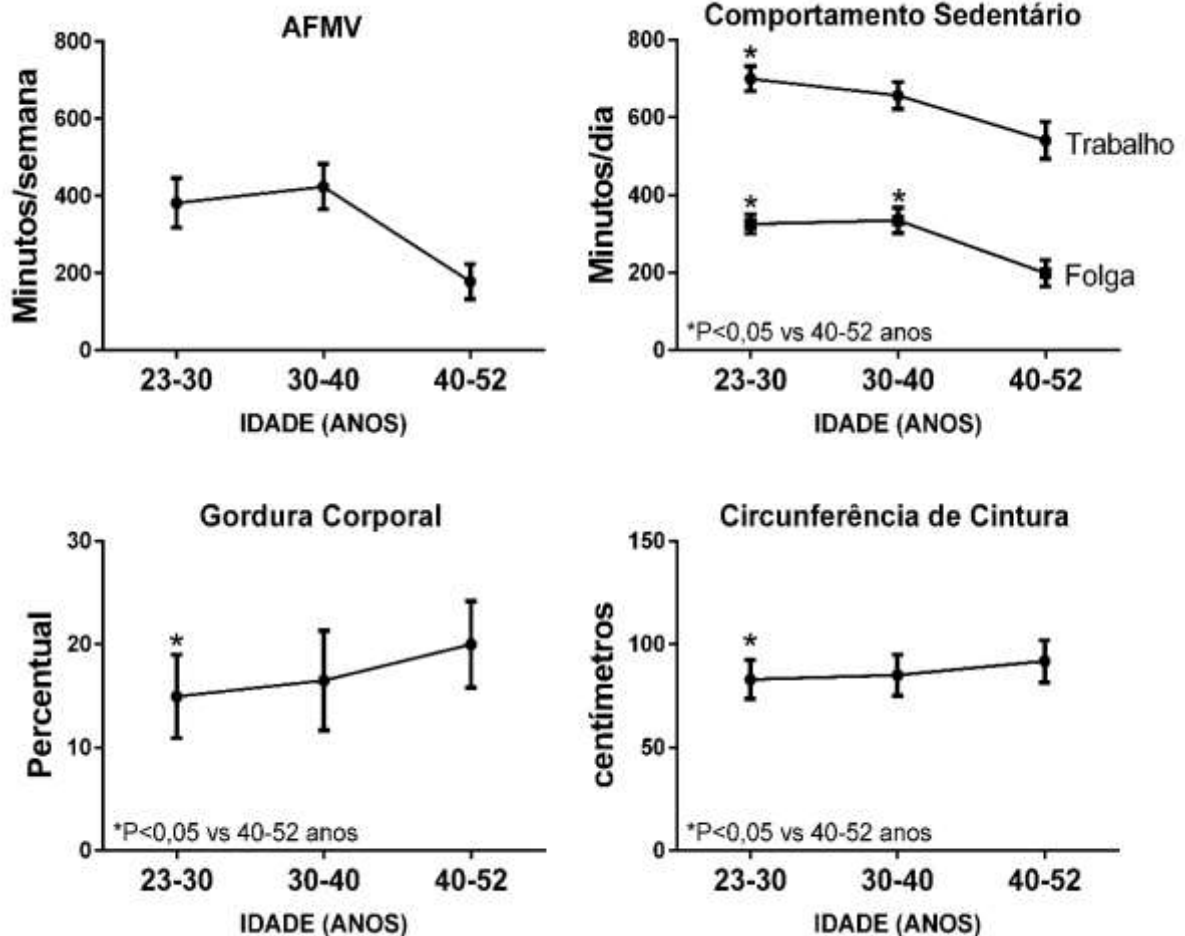 AFMV
Minutos/semana
800
600
400
200
0
23-30 30-40 40-52
IDADE (ANOS)
Comportamento Sedentário
Minutos/dia
800
600
400
200
0
*
*
*
Trabalho
Folga
*P<0,05 vs 40-52 anos
23-30 30-40 40-52
IDADE (ANOS)
Gordura Corporal
Percentual
30
20
10
0
*
*P<0,05 vs 40-52 anos
23-30 30-40 40-52
IDADE (ANOS)
Circunferência de Cintura
centímetros
150
100
50
0
*
*P<0,05 vs 40-52 anos
23-30 30-40 40-52
IDADE (ANOS)